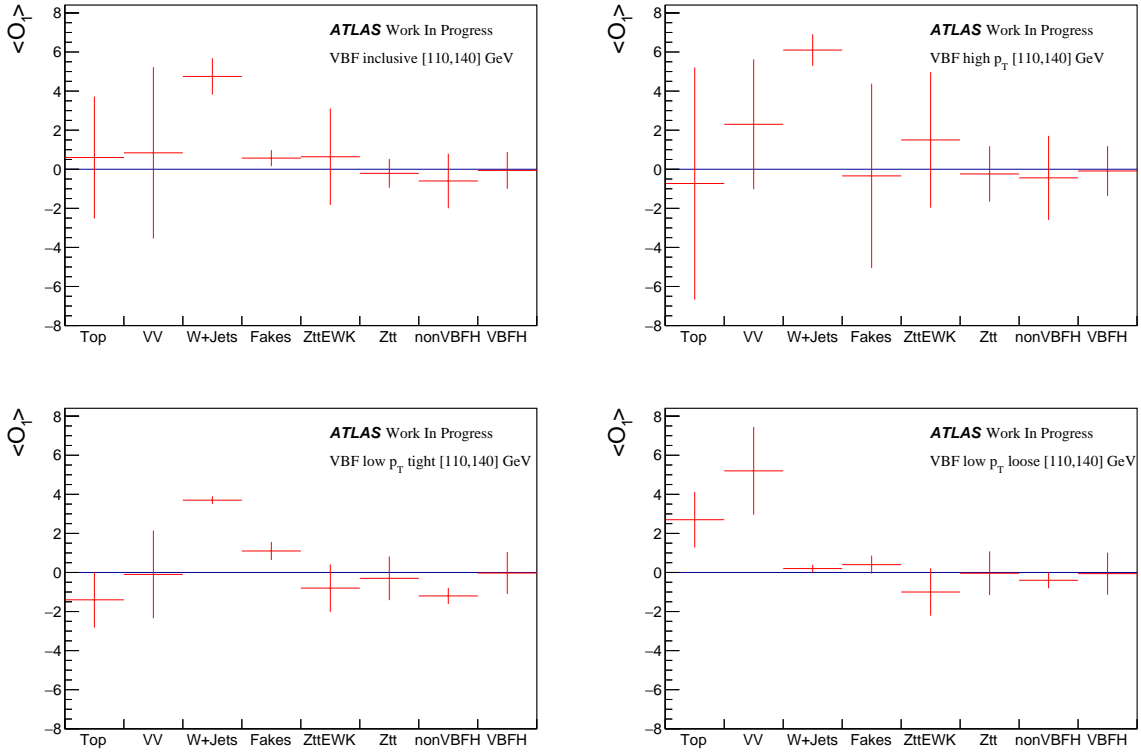 <O₁>
8
6
4
2
0
−2
−4
−6
−8
ATLAS Work In Progress
VBF inclusive [110,140] GeV
Top VV W+Jets Fakes ZttEWK Ztt nonVBFH VBFH
<O₁>
8
6
4
2
0
−2
−4
−6
−8
ATLAS Work In Progress
VBF high p_T [110,140] GeV
Top VV W+Jets Fakes ZttEWK Ztt nonVBFH VBFH
<O₁>
8
6
4
2
0
−2
−4
−6
−8
ATLAS Work In Progress
VBF low p_T tight [110,140] GeV
Top VV W+Jets Fakes ZttEWK Ztt nonVBFH VBFH
<O₁>
8
6
4
2
0
−2
−4
−6
−8
ATLAS Work In Progress
VBF low p_T loose [110,140] GeV
Top VV W+Jets Fakes ZttEWK Ztt nonVBFH VBFH